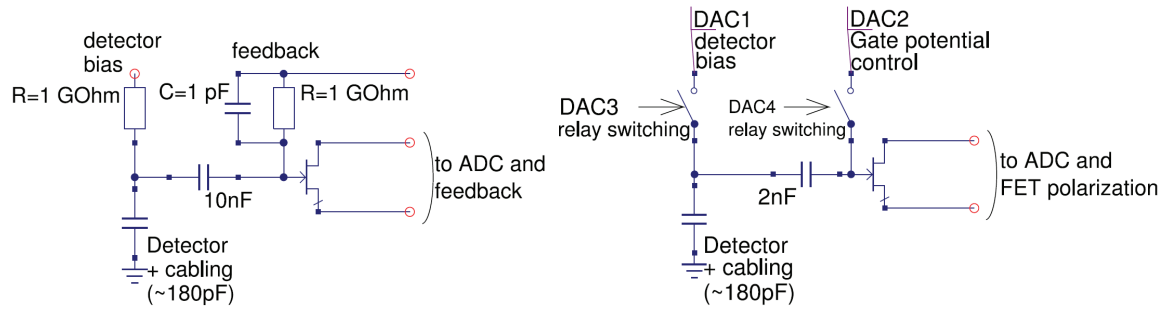 detector
bias
R=1 GOhm
feedback
C=1 pF
R=1 GOhm
10nF
to ADC and
feedback
Detector
+ cabling
(~180pF)
DAC1
detector
bias
DAC2
Gate potential
control
DAC3
relay switching
DAC4
relay switching
2nF
to ADC and
FET polarization
Detector
+ cabling
(~180pF)